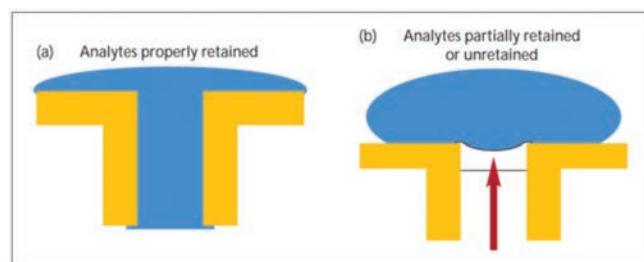 (a) Analytes properly retained
(b) Analytes partially retained
or unretained